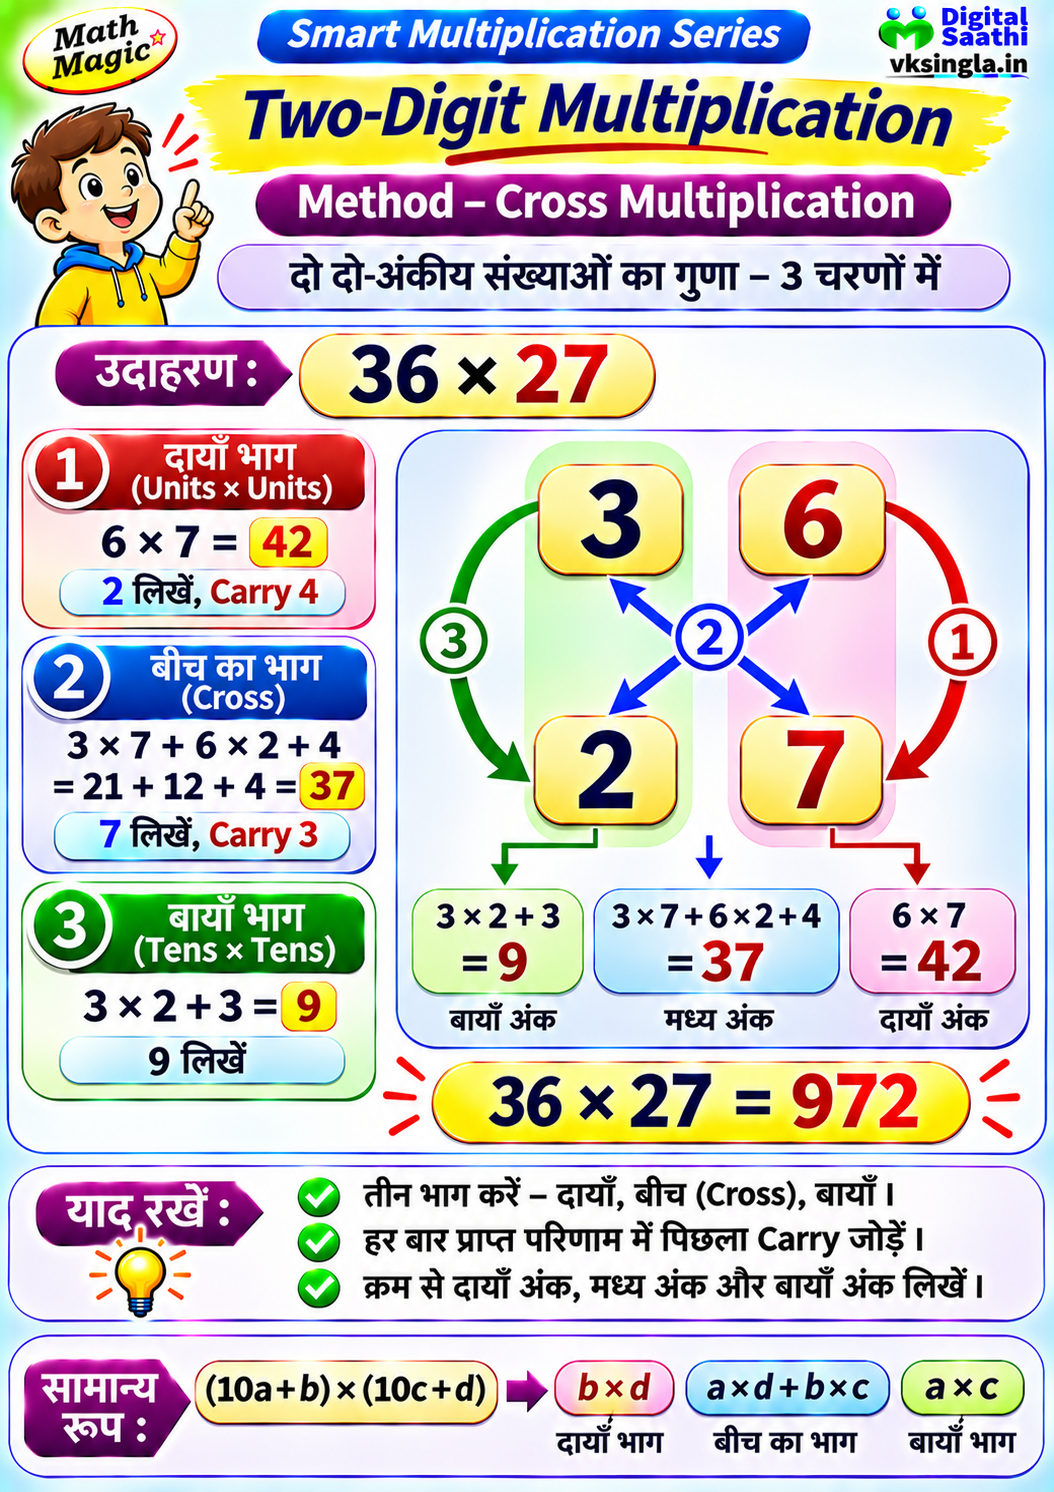 Math
Magic
Smart Multiplication Series
Digital
Saathi
vksingla.in
Two-Digit Multiplication
Method – Cross Multiplication
दो दो-अंकीय संख्याओं का गुणा – 3 चरणों में
उदाहरण :
36 × 27
1
दायाँ भाग
(Units × Units)
6 × 7 = 42
2 लिखें, Carry 4
2
बीच का भाग
(Cross)
3 × 7 + 6 × 2 + 4
= 21 + 12 + 4 = 37
7 लिखें, Carry 3
3
बायाँ भाग
(Tens × Tens)
3 × 2 + 3 = 9
9 लिखें
3 6
3 2 1
2 7
3 × 2 + 3
= 9
बायाँ अंक
3 × 7 + 6 × 2 + 4
= 37
मध्य अंक
6 × 7
= 42
दायाँ अंक
36 × 27 = 972
याद रखें :
तीन भाग करें – दायाँ, बीच (Cross), बायाँ ।
हर बार प्राप्त परिणाम में पिछला Carry जोड़ें ।
क्रम से दायाँ अंक, मध्य अंक और बायाँ अंक लिखें ।
सामान्य
रूप :
(10a + b) × (10c + d)
b × d
दायाँ भाग
a × d + b × c
बीच का भाग
a × c
बायाँ भाग